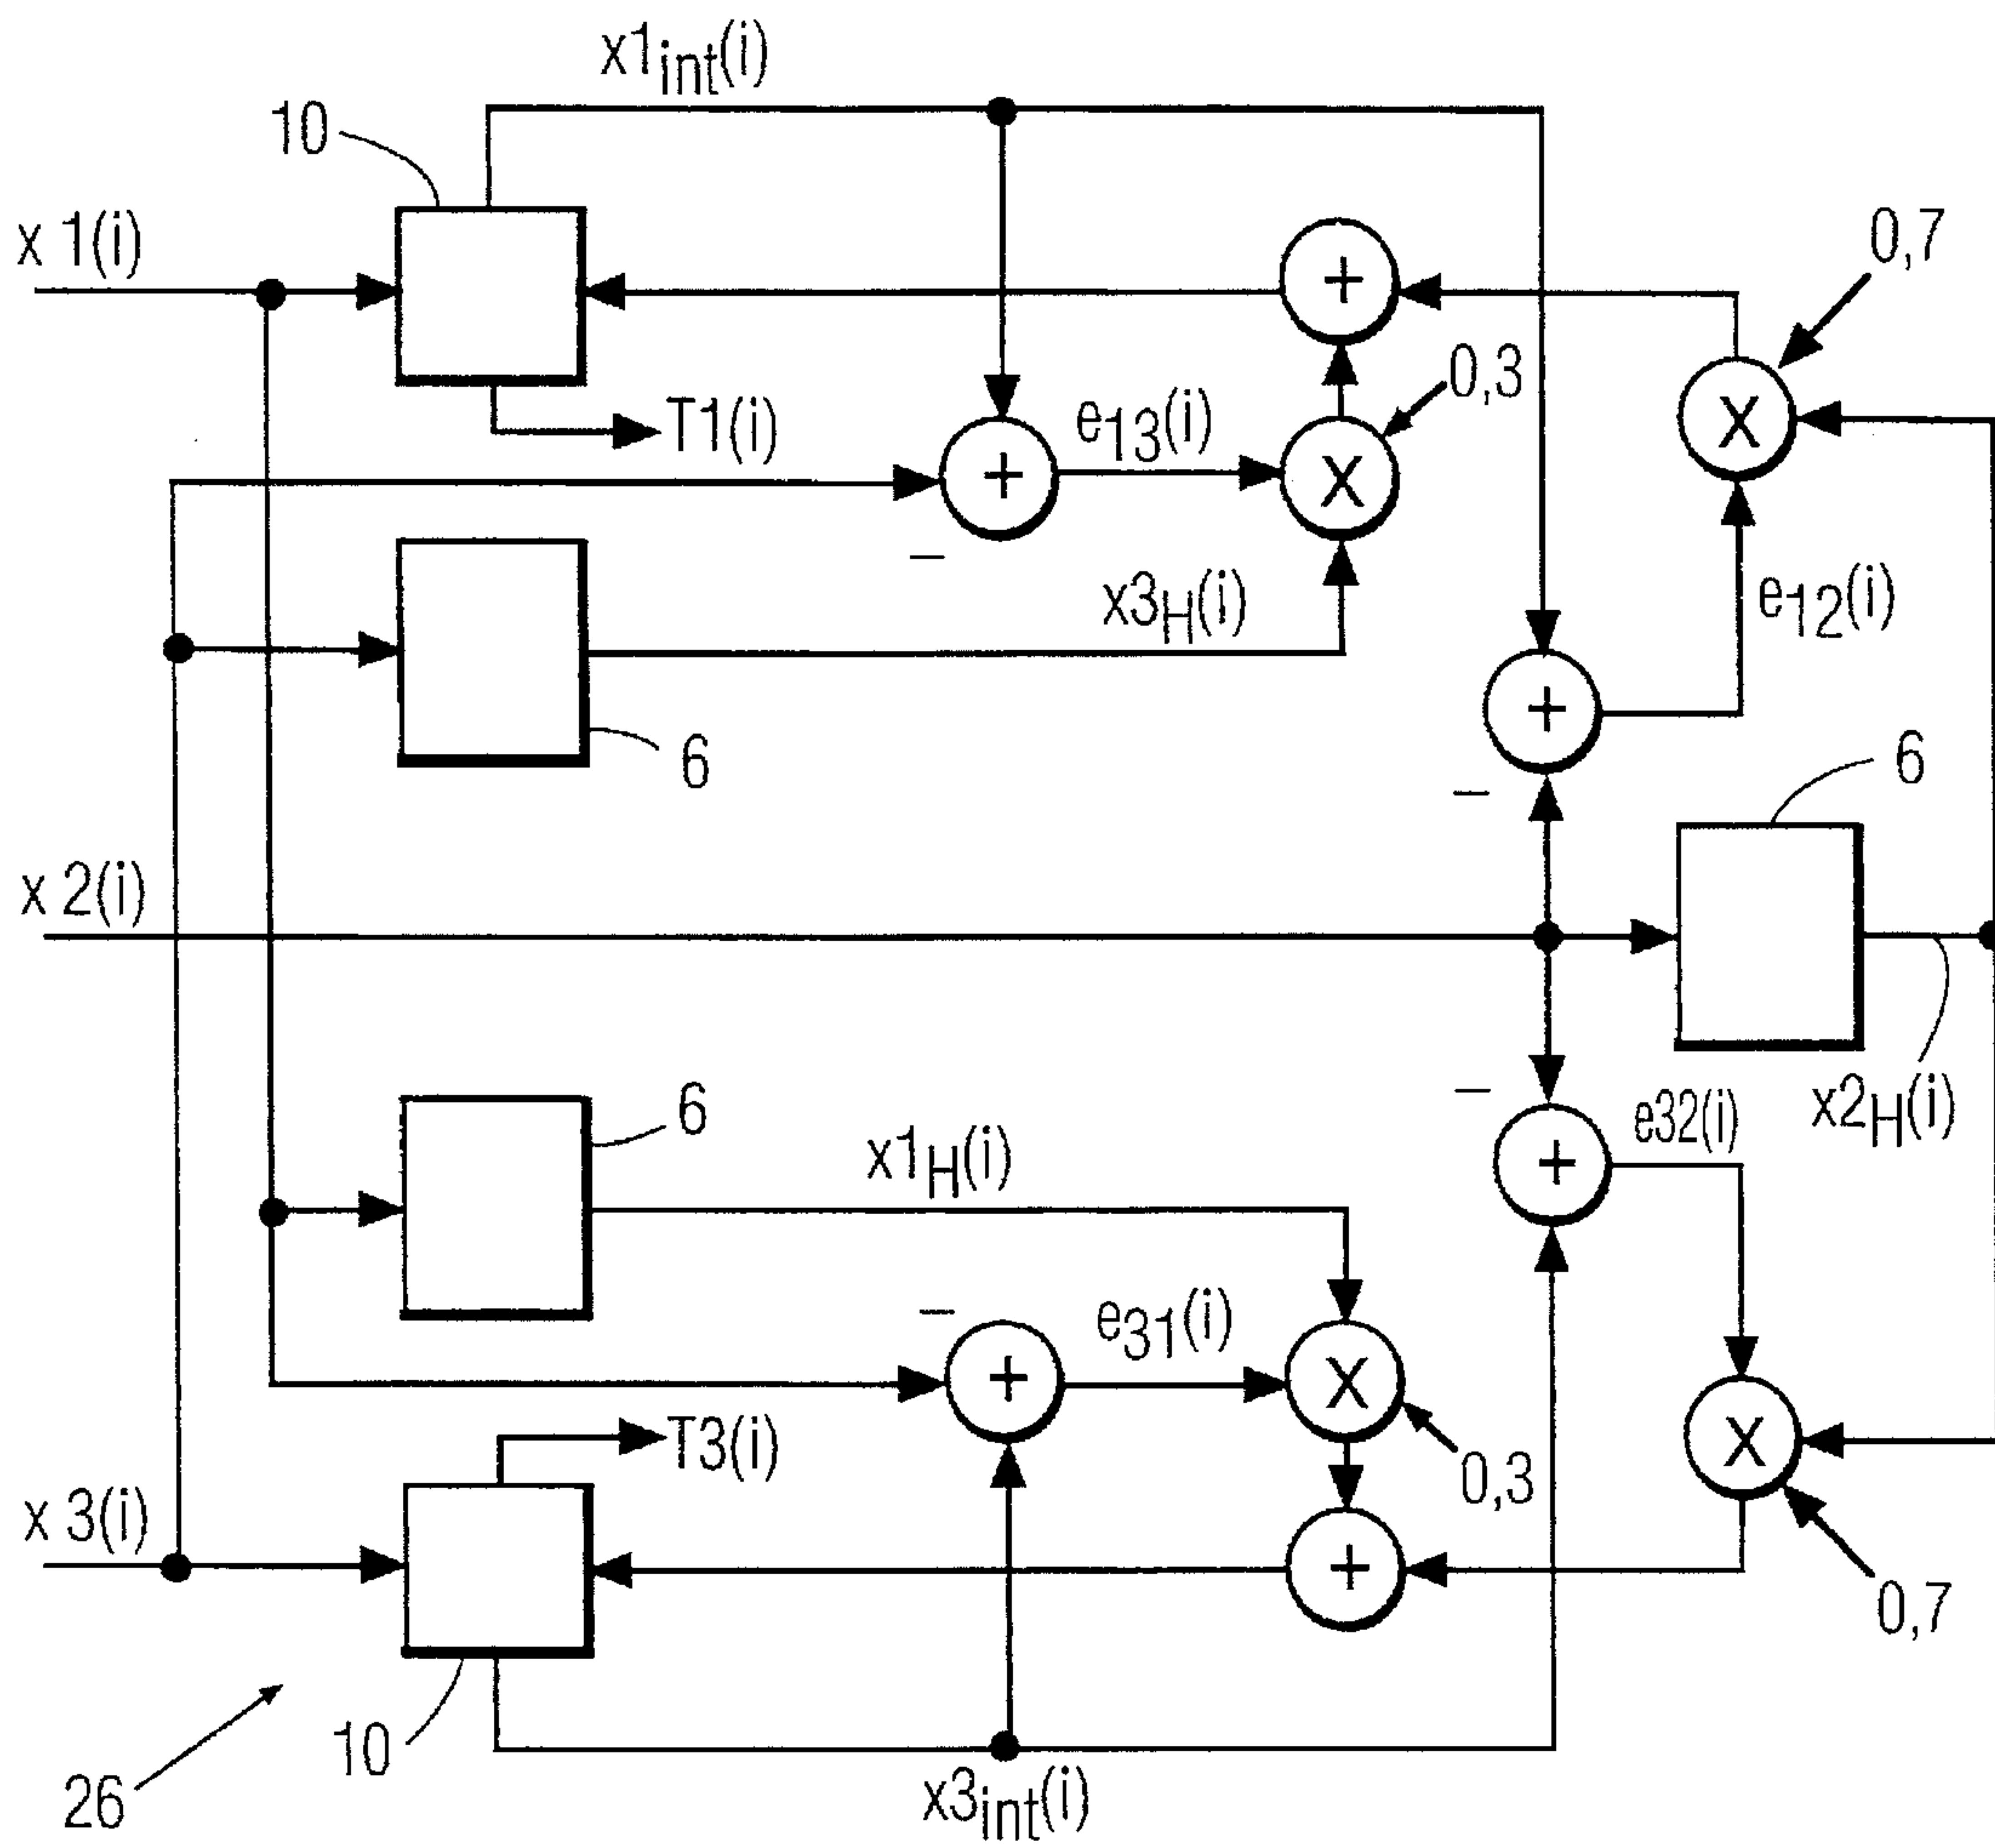 x1int(i)
10
x 1(i)
0,7
+
0,3
T1(i)
e13(i)
X
+
X
−
x3H(i)
e12(i)
+
6
6
−
x 2(i)
−
x2H(i)
6
x1H(i)
e32(i)
+
−
e31(i)
+
X
T3(i)
X
0,3
x 3(i)
+
0,7
10
26
x3int(i)